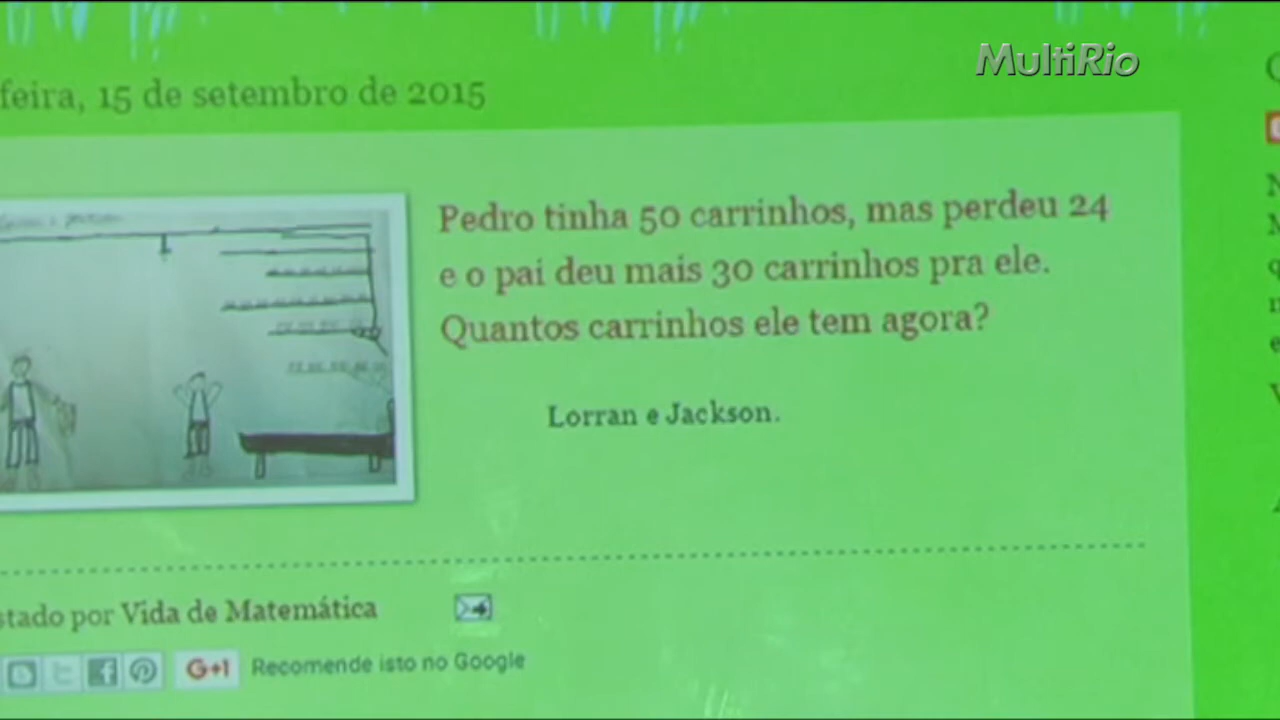 MultiRio
feira, 15 de setembro de 2015
Pedro tinha 50 carrinhos, mas perdeu 24
e o pai deu mais 30 carrinhos pra ele.
Quantos carrinhos ele tem agora?
Lorran e Jackson.
stado por Vida de Matemática
G+1 Recomende isto no Google